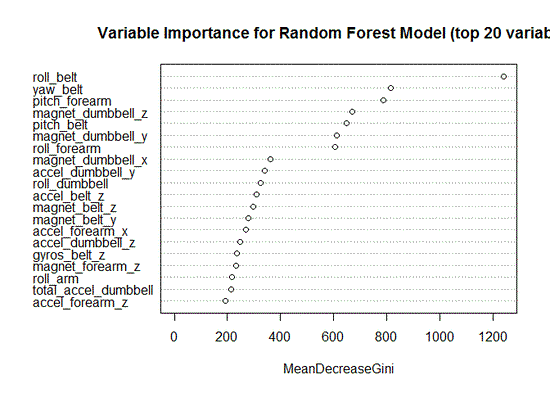 Variable Importance for Random Forest Model (top 20 variab
roll_belt
yaw_belt
pitch_forearm
magnet_dumbbell_z
pitch_belt
magnet_dumbbell_y
roll_forearm
magnet_dumbbell_x
accel_dumbbell_y
roll_dumbbell
accel_belt_z
magnet_belt_z
magnet_belt_y
accel_forearm_x
accel_dumbbell_z
gyros_belt_z
magnet_forearm_z
roll_arm
total_accel_dumbbell
accel_forearm_z
0 200 400 600 800 1000 1200
MeanDecreaseGini